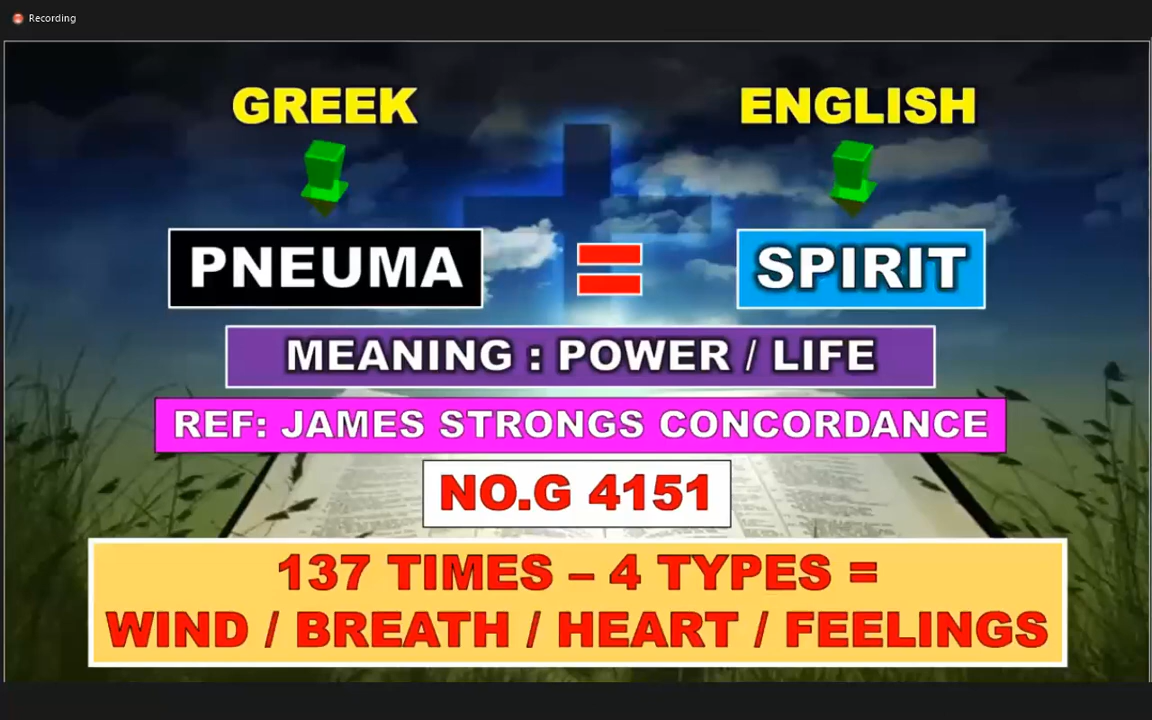 Recording
GREEK
ENGLISH
PNEUMA = SPIRIT
MEANING : POWER / LIFE
REF: JAMES STRONGS CONCORDANCE
NO.G 4151
137 TIMES – 4 TYPES =
WIND / BREATH / HEART / FEELINGS